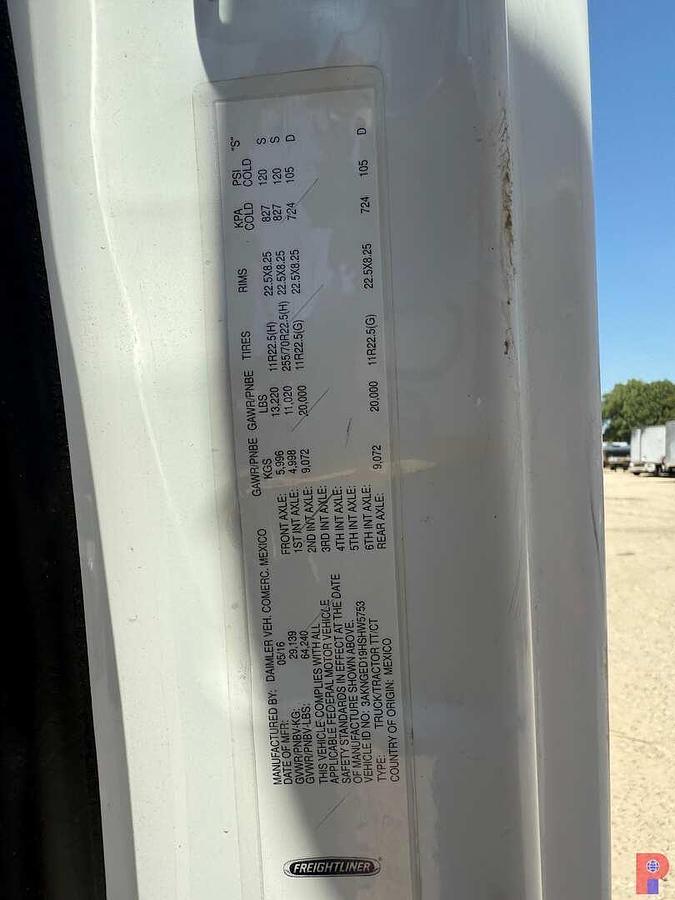 FREIGHTLINER
MANUFACTURED BY: DAIMLER VEH. COMERC. MEXICO
DATE OF MFR: 05/16
GVWR/PNBV-KG: 29,139
GVWR/PNBV-LBS: 64,240
THIS VEHICLE COMPLIES WITH ALL
APPLICABLE FEDERAL MOTOR VEHICLE
SAFETY STANDARDS IN EFFECT AT THE DATE
OF MANUFACTURE SHOWN ABOVE.
VEHICLE ID NO: 3AKNGED19HSHW5753
TYPE: TRUCK/TRACTOR TT/CT
COUNTRY OF ORIGIN: MEXICO
GAWR/PNBE KGS GAWR/PNBE LBS TIRES RIMS KPA COLD PSI COLD "S"
FRONT AXLE: 5,996 13,220 11R22.5(H) 22.5X8.25 827 120 S
1ST INT AXLE: 4,998 11,020 255/70R22.5(H) 22.5X8.25 827 120 S
2ND INT AXLE: 9,072 20,000 11R22.5(G) 22.5X8.25 724 105 D
3RD INT AXLE:
4TH INT AXLE:
5TH INT AXLE:
6TH INT AXLE:
REAR AXLE: 9,072 20,000 11R22.5(G) 22.5X8.25 724 105 D